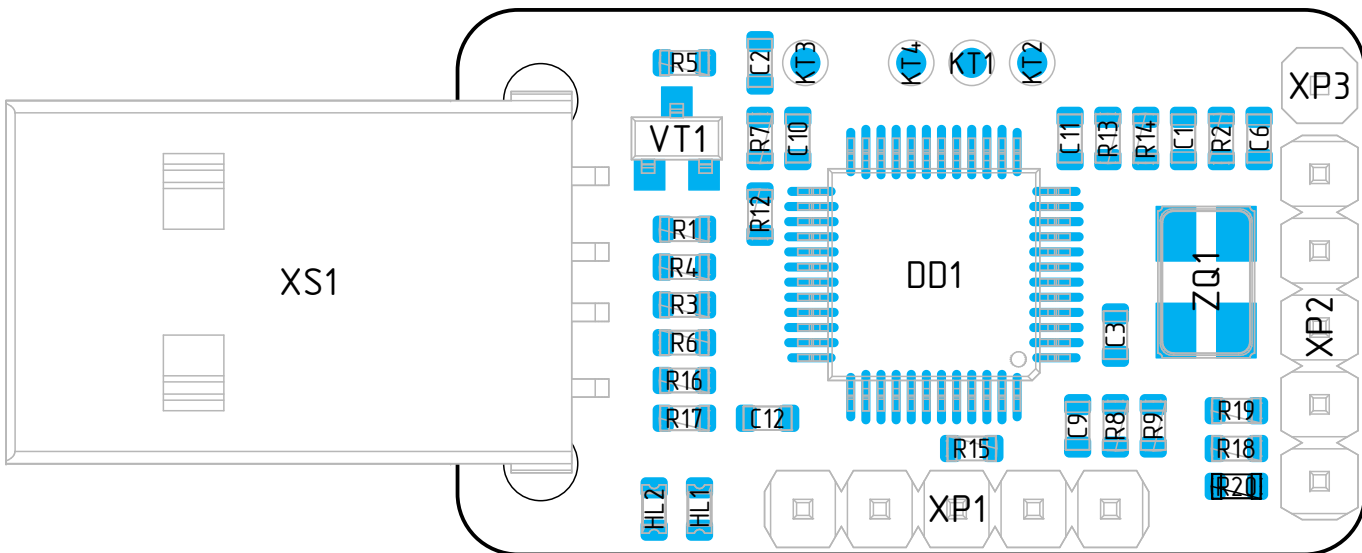 R5
C2
KT3
KT4
KT1
KT2
XP3
VT1
R7
C10
C11
R13
R14
C1
R2
C6
R12
R1
R4
XS1
DD1
ZQ1
R3
C3
XP2
R6
R16
R17
C12
C9
R8
R9
R19
R15
R18
R20
HL2
HL1
XP1